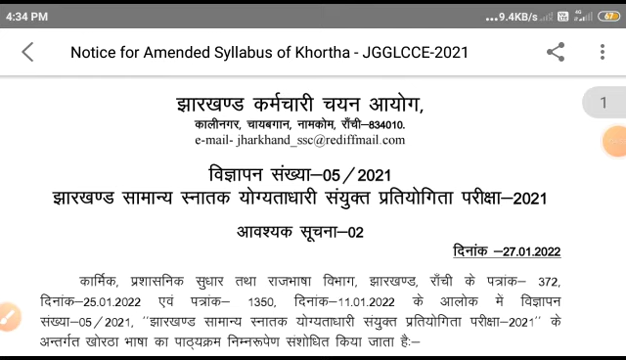 4:34 PM ...9.4KB/s 4G 67
Notice for Amended Syllabus of Khortha - JGGLCCE-2021
1
झारखण्ड कर्मचारी चयन आयोग,
कालीनगर, चायबगान, नामकोम, राँची–834010.
e-mail- jharkhand_ssc@rediffmail.com
विज्ञापन संख्या–05/2021
झारखण्ड सामान्य स्नातक योग्यताधारी संयुक्त प्रतियोगिता परीक्षा–2021
आवश्यक सूचना–02
दिनांक –27.01.2022
कार्मिक, प्रशासनिक सुधार तथा राजभाषा विभाग, झारखण्ड, राँची के पत्रांक– 372,
दिनांक–25.01.2022 एवं पत्रांक– 1350, दिनांक–11.01.2022 के आलोक में विज्ञापन
संख्या–05/2021, "झारखण्ड सामान्य स्नातक योग्यताधारी संयुक्त प्रतियोगिता परीक्षा–2021" के
अन्तर्गत खोरठा भाषा का पाठ्यक्रम निम्नरूपेण संशोधित किया जाता है:–